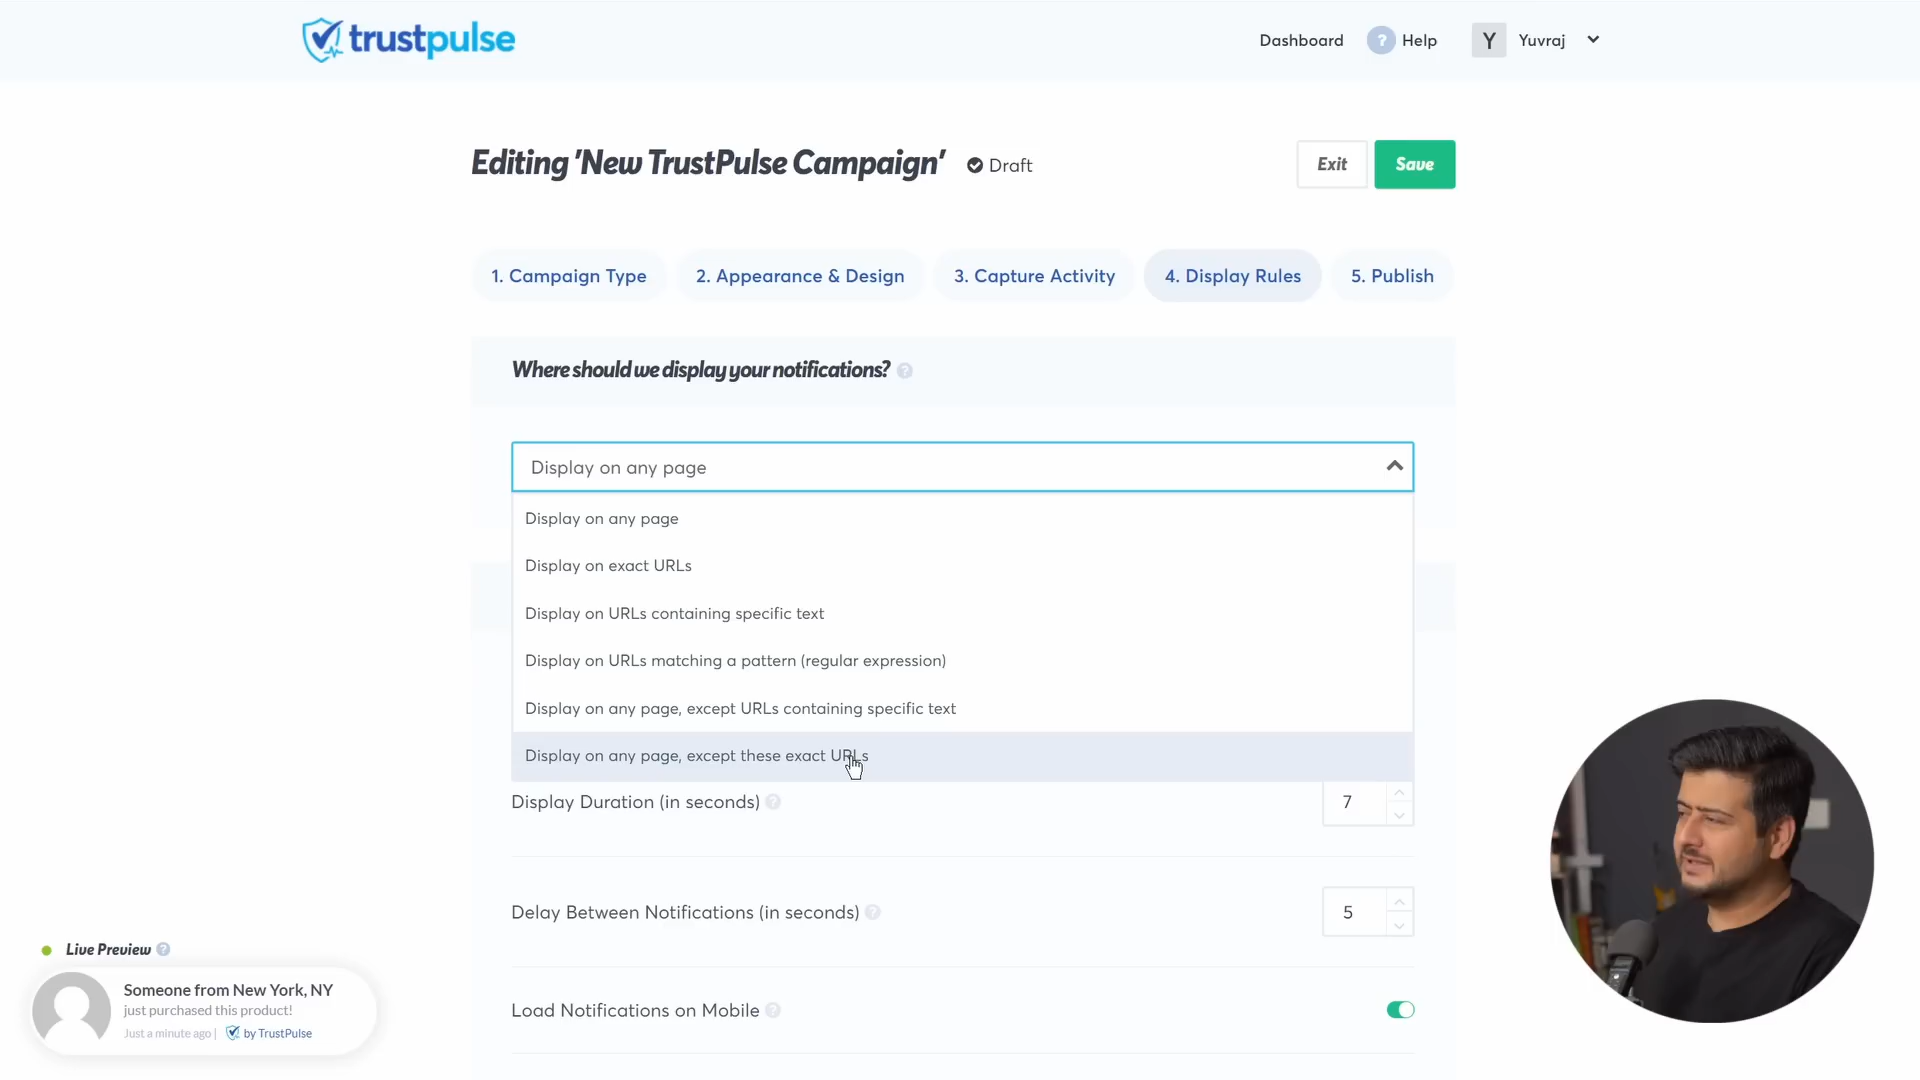 trustpulse
Dashboard
? Help
Y
Yuvraj
Editing 'New TrustPulse Campaign'
Draft
Exit
Save
1. Campaign Type
2. Appearance & Design
3. Capture Activity
4. Display Rules
5. Publish
Where should we display your notifications? ?
Display on any page
Display on any page
Display on exact URLs
Display on URLs containing specific text
Display on URLs matching a pattern (regular expression)
Display on any page, except URLs containing specific text
Display on any page, except these exact URLs
Display Duration (in seconds) ?
7
Delay Between Notifications (in seconds) ?
5
Load Notifications on Mobile ?
Live Preview ?
Someone from New York, NY
just purchased this product!
Just a minute ago | by TrustPulse